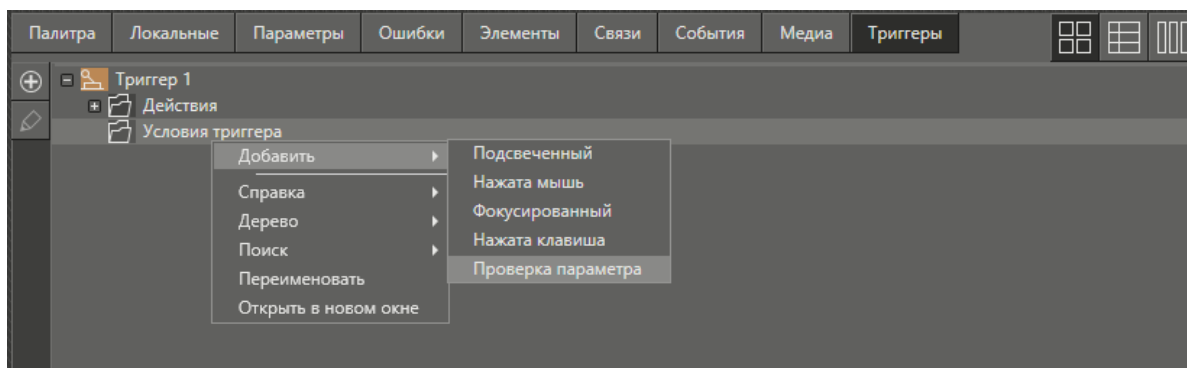 Палитра Локальные Параметры Ошибки Элементы Связи События Медиа Триггеры
Триггер 1
Действия
Условия триггера
Добавить
Справка
Дерево
Поиск
Переименовать
Открыть в новом окне
Подсвеченный
Нажата мышь
Фокусированный
Нажата клавиша
Проверка параметра